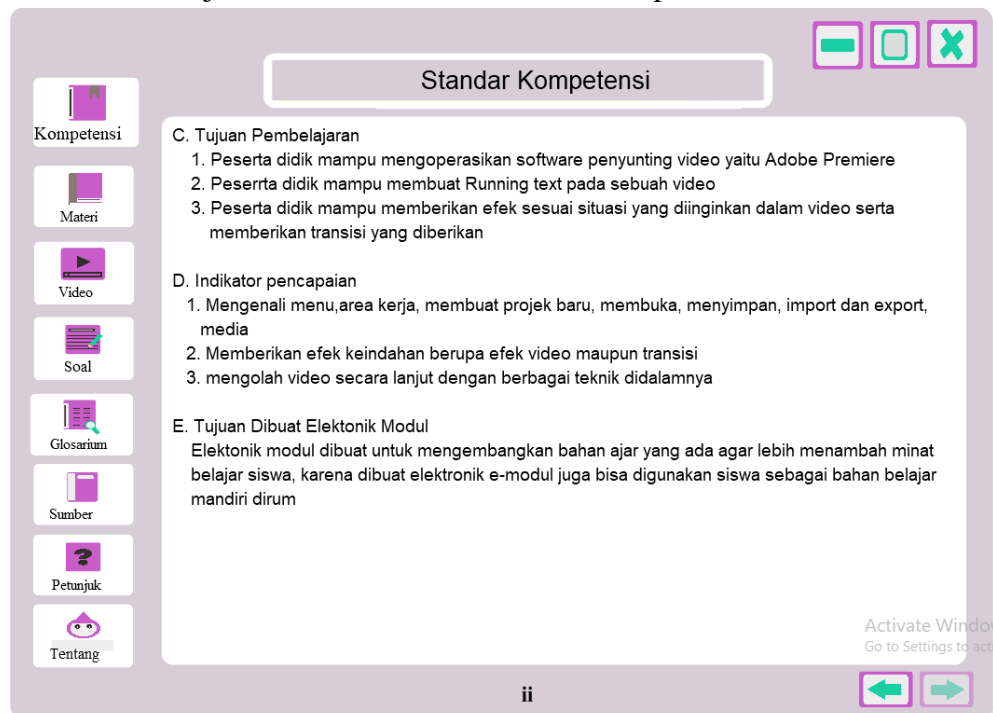 Standar Kompetensi
Kompetensi
Materi
Video
Soal
Glosarium
Sumber
Petunjuk
Tentang
C. Tujuan Pembelajaran
1. Peserta didik mampu mengoperasikan software penyunting video yaitu Adobe Premiere
2. Peserrta didik mampu membuat Running text pada sebuah video
3. Peserta didik mampu memberikan efek sesuai situasi yang diinginkan dalam video serta
memberikan transisi yang diberikan
D. Indikator pencapaian
1. Mengenali menu,area kerja, membuat projek baru, membuka, menyimpan, import dan export,
media
2. Memberikan efek keindahan berupa efek video maupun transisi
3. mengolah video secara lanjut dengan berbagai teknik didalamnya
E. Tujuan Dibuat Elektonik Modul
Elektonik modul dibuat untuk mengembangkan bahan ajar yang ada agar lebih menambah minat
belajar siswa, karena dibuat elektronik e-modul juga bisa digunakan siswa sebagai bahan belajar
mandiri dirum
Activate Windo
Go to Settings to act
ii